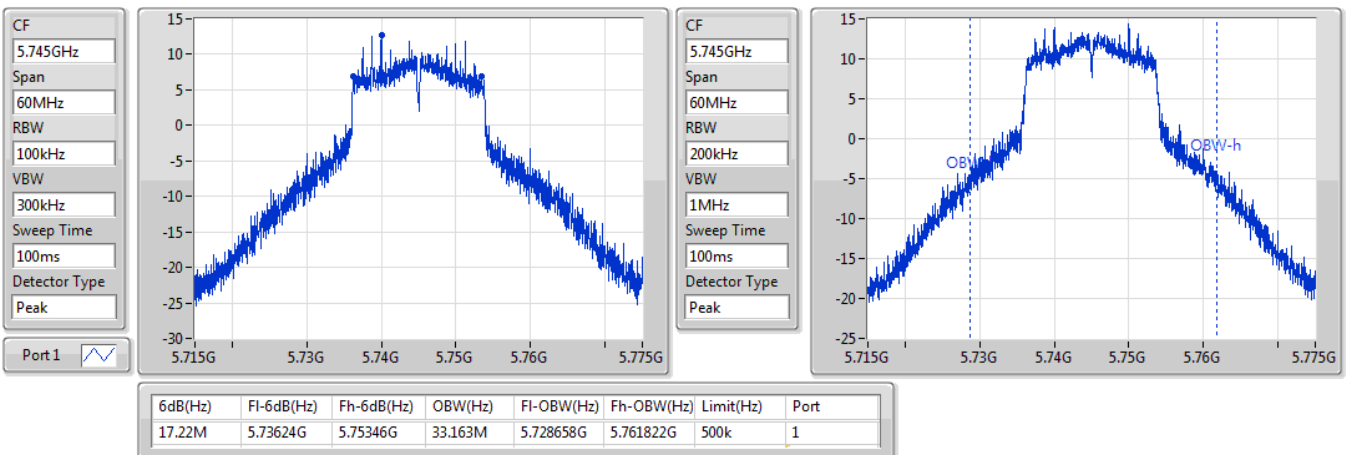 CF
5.745GHz
Span
60MHz
RBW
100kHz
VBW
300kHz
Sweep Time
100ms
Detector Type
Peak
Port 1
15
10
5
0
-5
-10
-15
-20
-25
-30
5.715G 5.73G 5.74G 5.75G 5.76G 5.775G
CF
5.745GHz
Span
60MHz
RBW
200kHz
VBW
1MHz
Sweep Time
100ms
Detector Type
Peak
15
10
5
0
-5
-10
-15
-20
-25
OBW-h
5.715G 5.73G 5.74G 5.75G 5.76G 5.775G
6dB(Hz) Fl-6dB(Hz) Fh-6dB(Hz) OBW(Hz) Fl-OBW(Hz) Fh-OBW(Hz) Limit(Hz) Port
17.22M 5.73624G 5.75346G 33.163M 5.728658G 5.761822G 500k 1